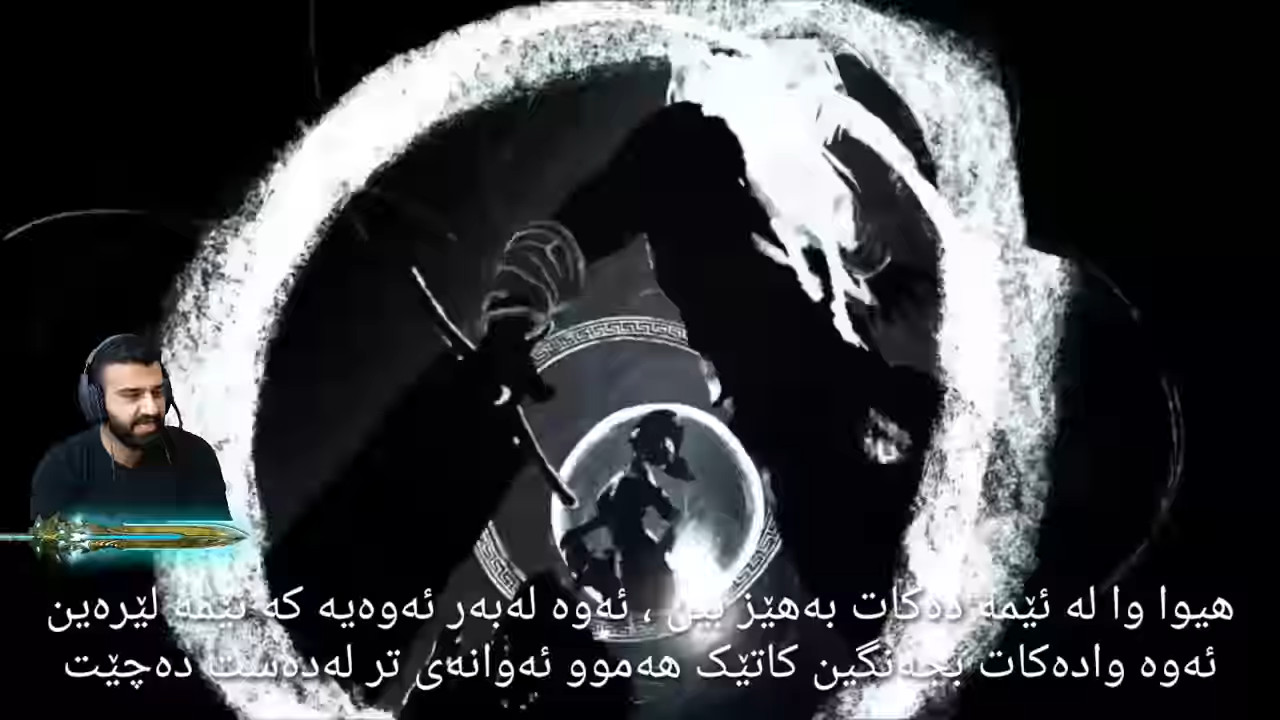 هیوا وا لە ئێمە دەکات بەهێز بین ، ئەوە لەبەر ئەوەیە کە ئێمە لێرەین
ئەوە وادەکات بجەنگین کاتێک هەموو ئەوانەی تر لەدەست دەچێت